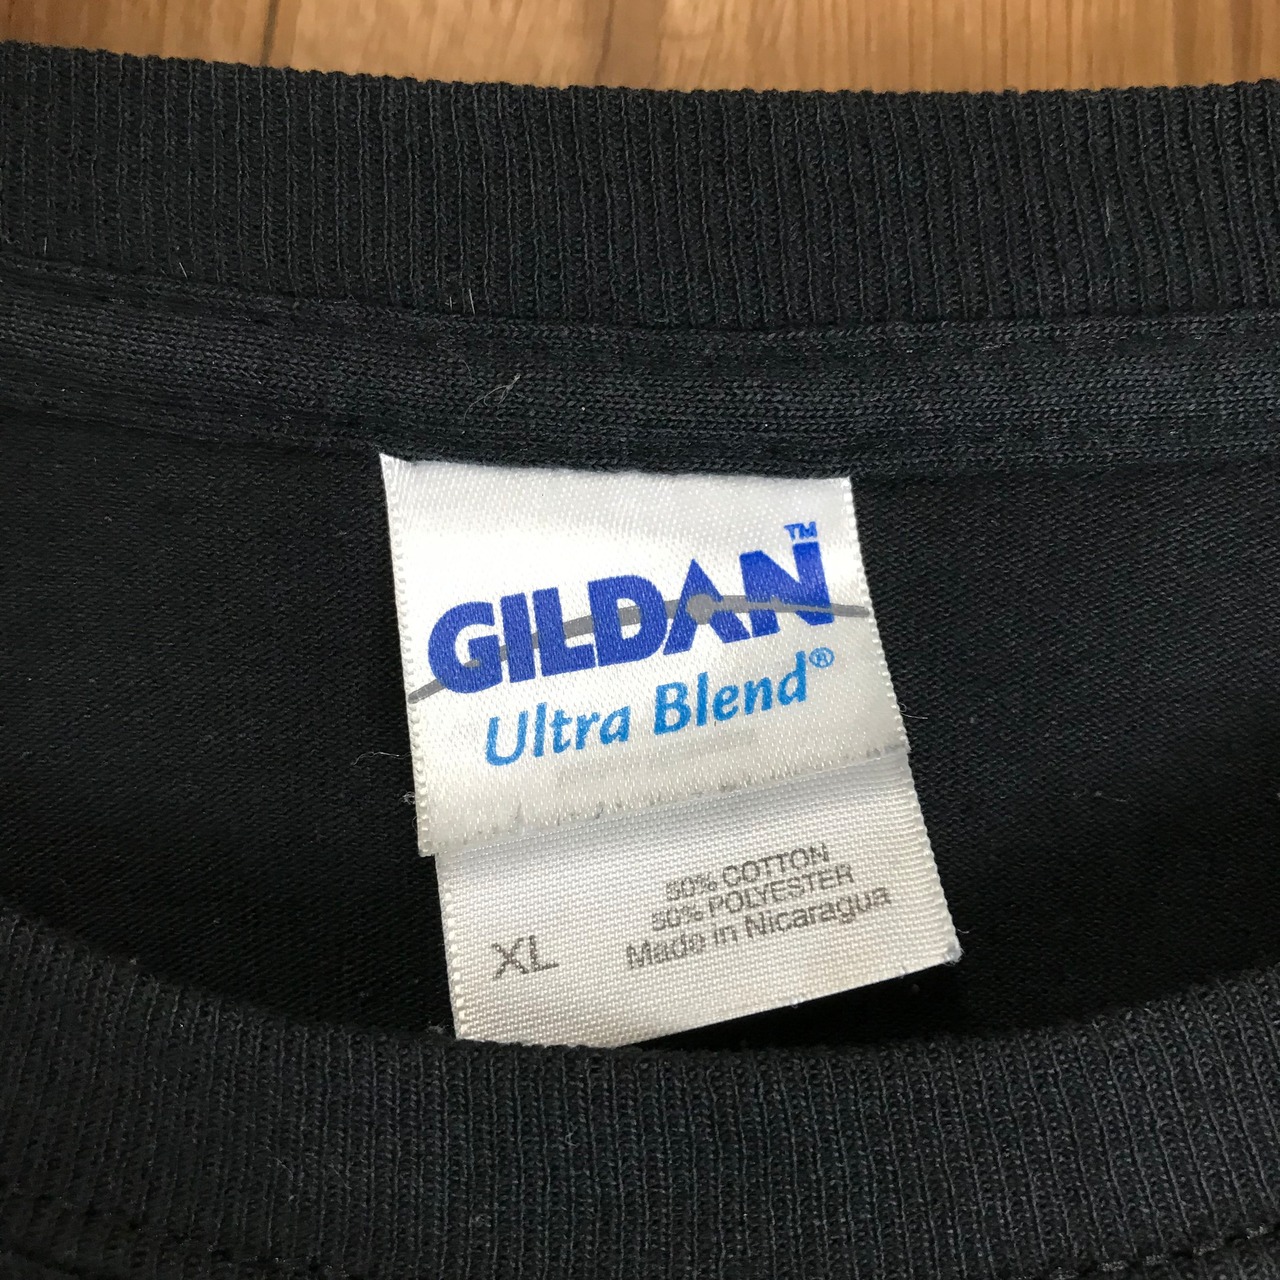 GILDAN™
Ultra Blend®
50% COTTON
50% POLYESTER
Made in Nicaragua
XL